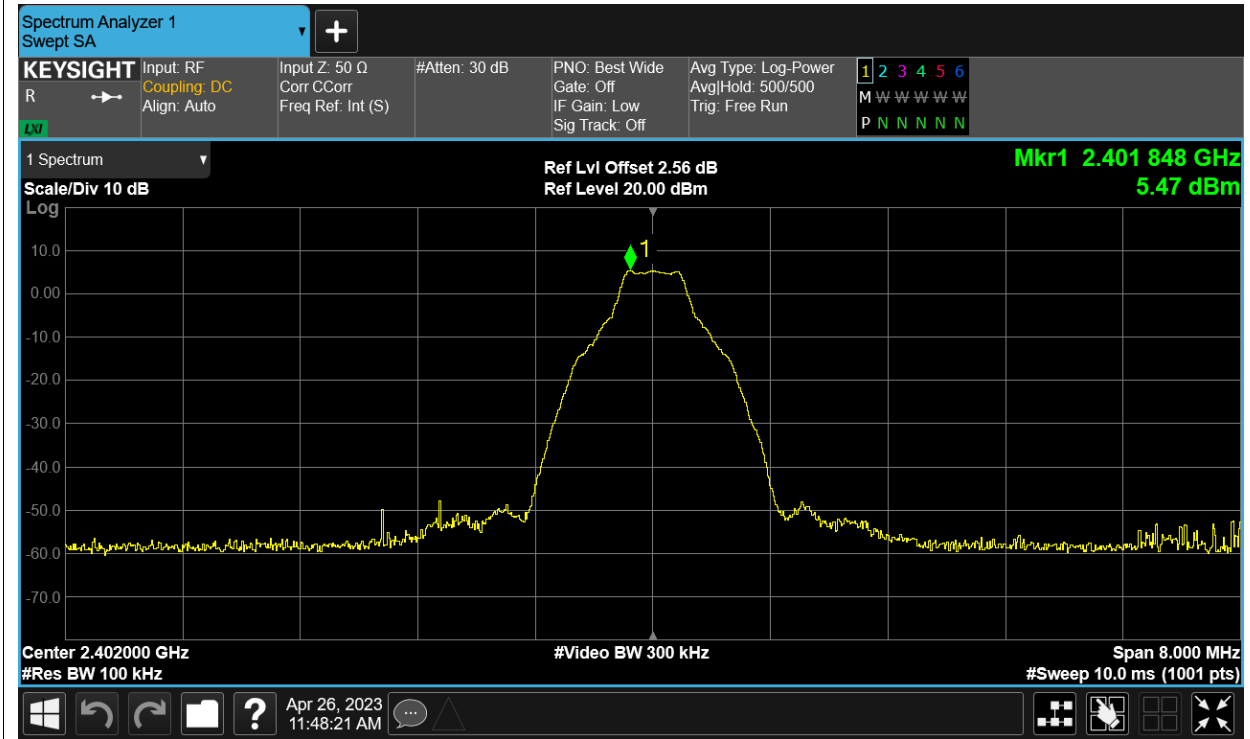 Spectrum Analyzer 1
Swept SA
KEYSIGHT
R
LXI
Input: RF
Coupling: DC
Align: Auto
Input Z: 50 Ω
Corr CCorr
Freq Ref: Int (S)
#Atten: 30 dB
PNO: Best Wide
Gate: Off
IF Gain: Low
Sig Track: Off
Avg Type: Log-Power
Avg|Hold: 500/500
Trig: Free Run
1 2 3 4 5 6
M W W W W W
P N N N N N
1 Spectrum
Scale/Div 10 dB
Log
Ref Lvl Offset 2.56 dB
Ref Level 20.00 dBm
Mkr1 2.401 848 GHz
5.47 dBm
1
10.0
0.00
-10.0
-20.0
-30.0
-40.0
-50.0
-60.0
-70.0
Center 2.402000 GHz
#Res BW 100 kHz
#Video BW 300 kHz
Span 8.000 MHz
#Sweep 10.0 ms (1001 pts)
?
Apr 26, 2023
11:48:21 AM